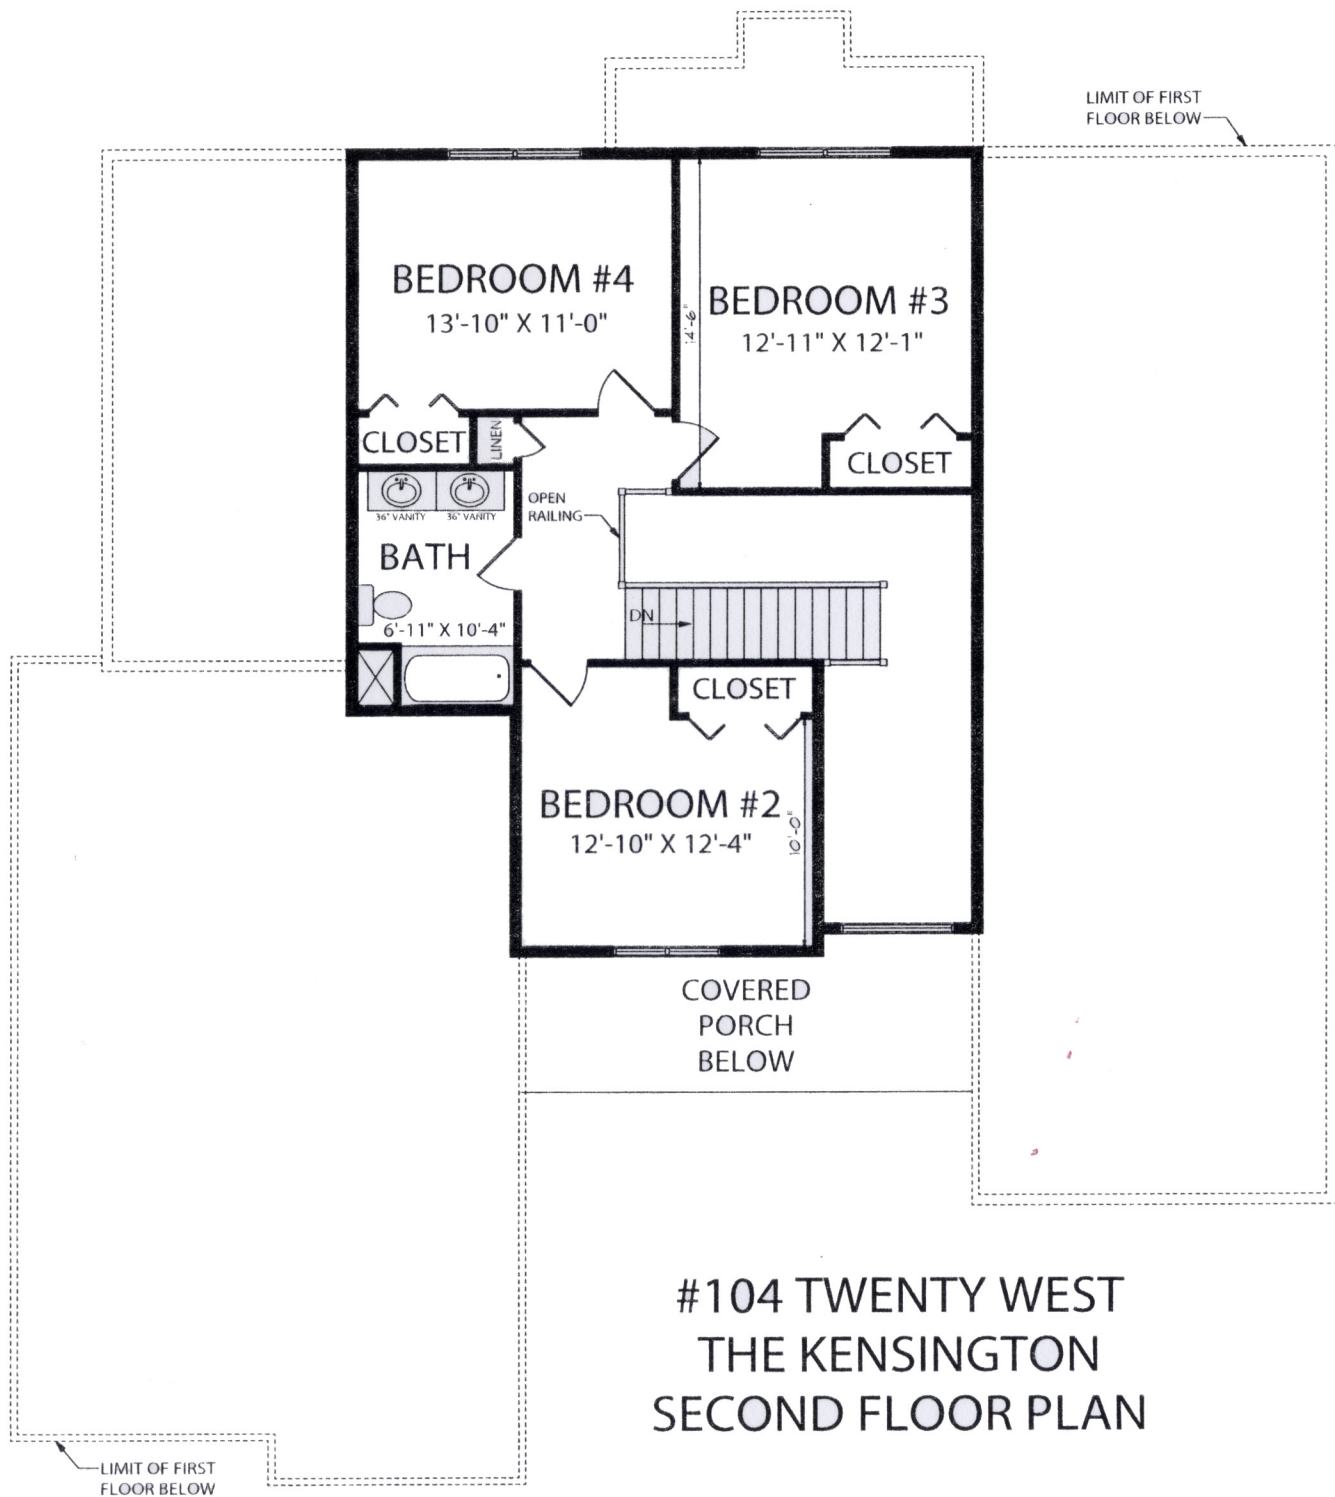 LIMIT OF FIRST
FLOOR BELOW
BEDROOM #4
13'-10" X 11'-0"
BEDROOM #3
12'-11" X 12'-1"
14'-6"
CLOSET
LINEN
CLOSET
36" VANITY
36" VANITY
OPEN
RAILING
BATH
6'-11" X 10'-4"
DN
CLOSET
BEDROOM #2
12'-10" X 12'-4"
10'-0"
COVERED
PORCH
BELOW
#104 TWENTY WEST
THE KENSINGTON
SECOND FLOOR PLAN
LIMIT OF FIRST
FLOOR BELOW